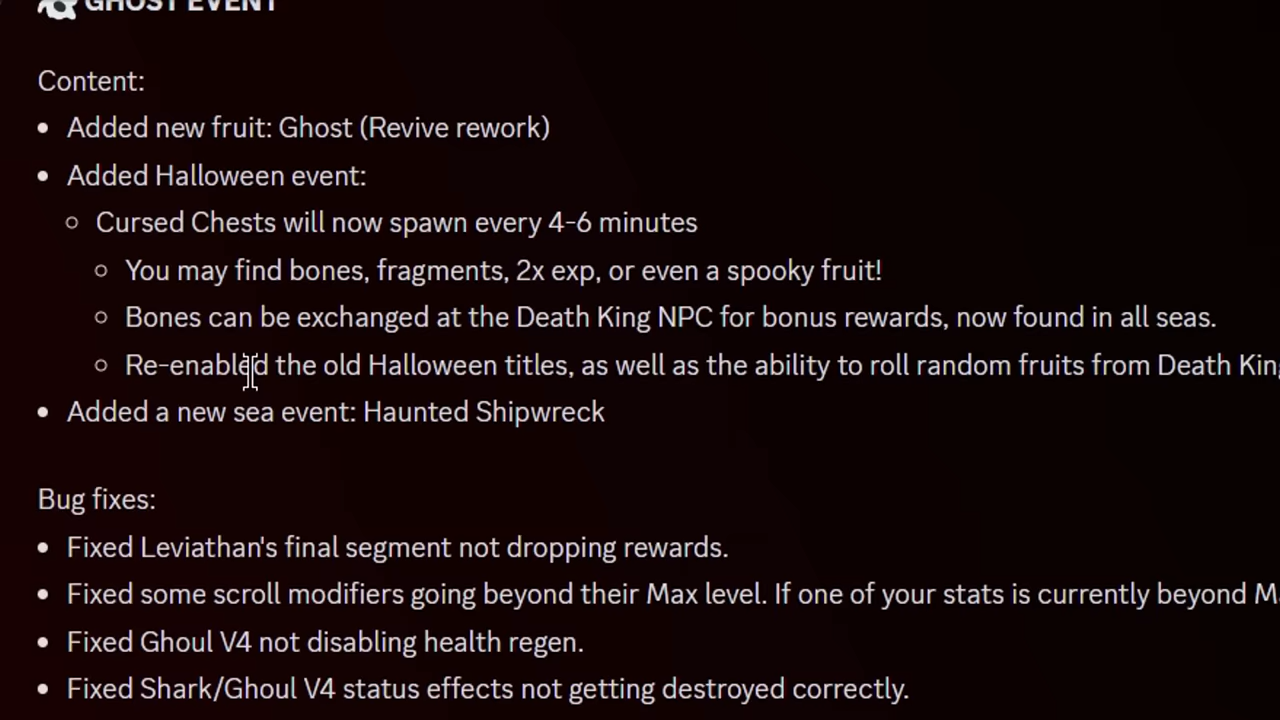 GHOST EVENT
Content:
• Added new fruit: Ghost (Revive rework)
• Added Halloween event:
○ Cursed Chests will now spawn every 4-6 minutes
○ You may find bones, fragments, 2x exp, or even a spooky fruit!
○ Bones can be exchanged at the Death King NPC for bonus rewards, now found in all seas.
○ Re-enabled the old Halloween titles, as well as the ability to roll random fruits from Death
• Added a new sea event: Haunted Shipwreck
Bug fixes:
• Fixed Leviathan's final segment not dropping rewards.
• Fixed some scroll modifiers going beyond their Max level. If one of your stats is currently beyond
• Fixed Ghoul V4 not disabling health regen.
• Fixed Shark/Ghoul V4 status effects not getting destroyed correctly.